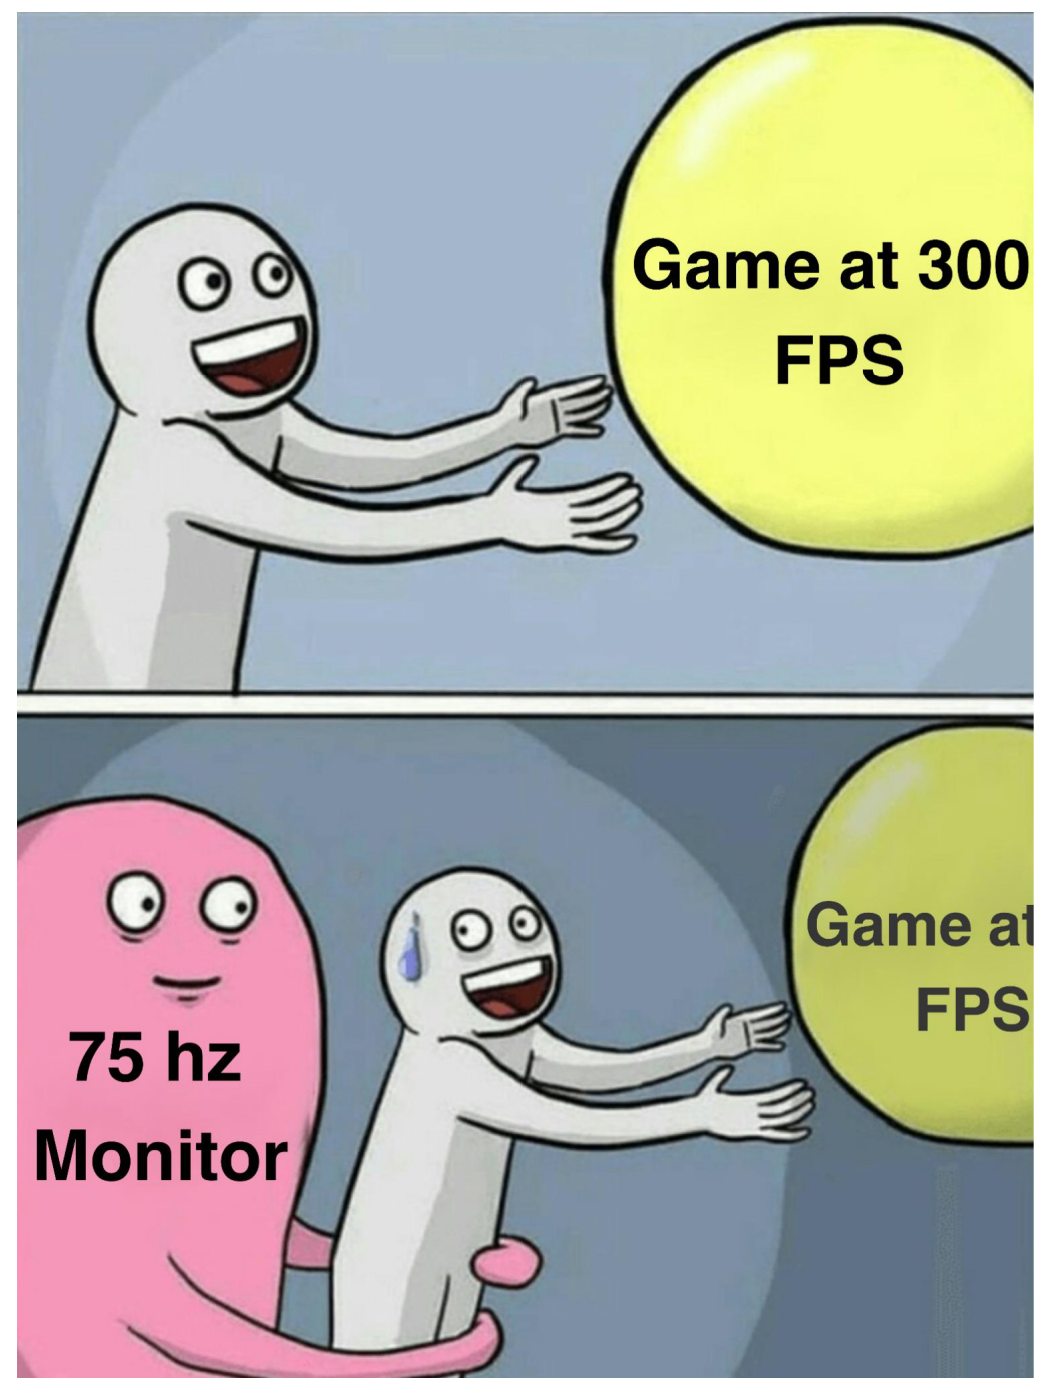 Game at 300
FPS
75 hz
Monitor
Game at
FPS